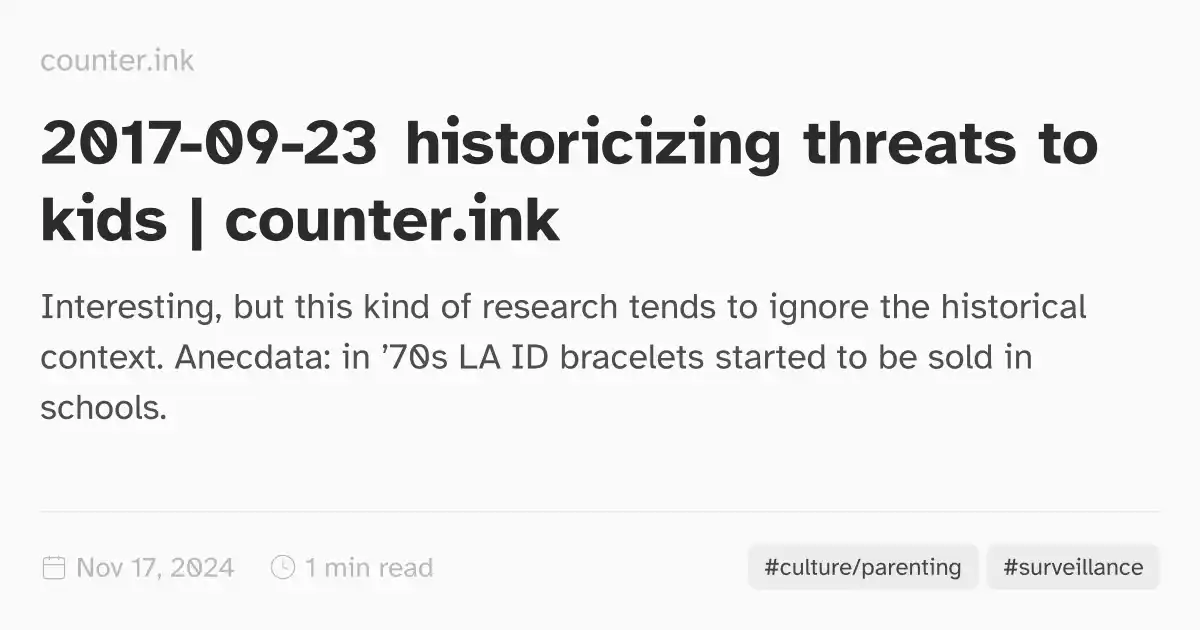 counter.ink
2017-09-23 historicizing threats to
kids | counter.ink
Interesting, but this kind of research tends to ignore the historical
context. Anecdata: in ’70s LA ID bracelets started to be sold in
schools.
Nov 17, 2024 1 min read #culture/parenting #surveillance